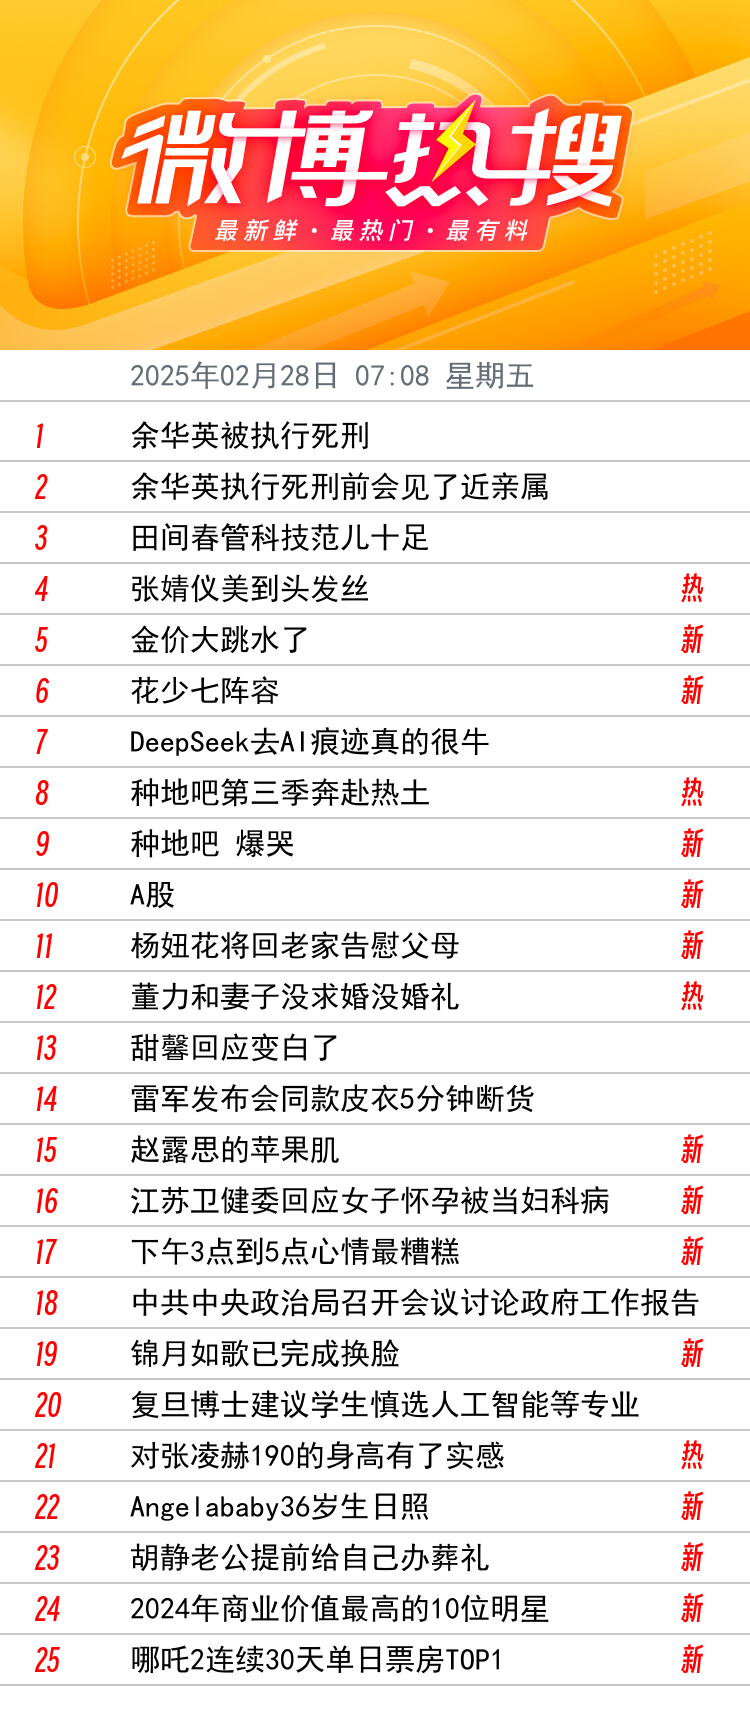 微博热搜
最新鲜·最热门·最有料
2025年02月28日 07:08 星期五
1 余华英被执行死刑
2 余华英执行死刑前会见了近亲属
3 田间春管科技范儿十足
4 张婧仪美到头发丝 热
5 金价大跳水了 新
6 花少七阵容 新
7 DeepSeek去AI痕迹真的很牛
8 种地吧第三季奔赴热土 热
9 种地吧 爆哭 新
10 A股 新
11 杨妞花将回老家告慰父母 新
12 董力和妻子没求婚没婚礼 热
13 甜馨回应变白了
14 雷军发布会同款皮衣5分钟断货
15 赵露思的苹果肌 新
16 江苏卫健委回应女子怀孕被当妇科病 新
17 下午3点到5点心情最糟糕 新
18 中共中央政治局召开会议讨论政府工作报告
19 锦月如歌已完成换脸 新
20 复旦博士建议学生慎选人工智能等专业
21 对张凌赫190的身高有了实感 热
22 Angelababy36岁生日照 新
23 胡静老公提前给自己办葬礼 新
24 2024年商业价值最高的10位明星 新
25 哪吒2连续30天单日票房TOP1 新